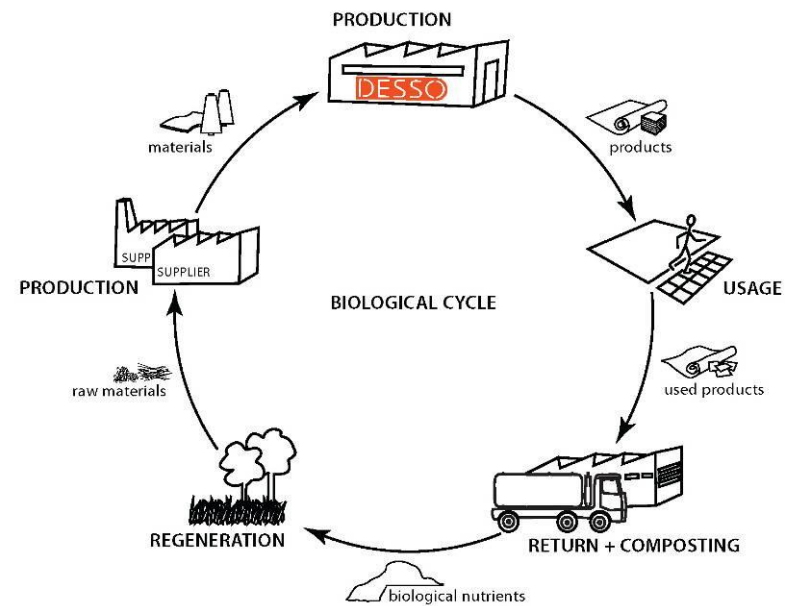 PRODUCTION
DESSO
materials
products
SUPP
SUPPLIER
PRODUCTION
BIOLOGICAL CYCLE
USAGE
raw materials
used products
REGENERATION
RETURN + COMPOSTING
biological nutrients